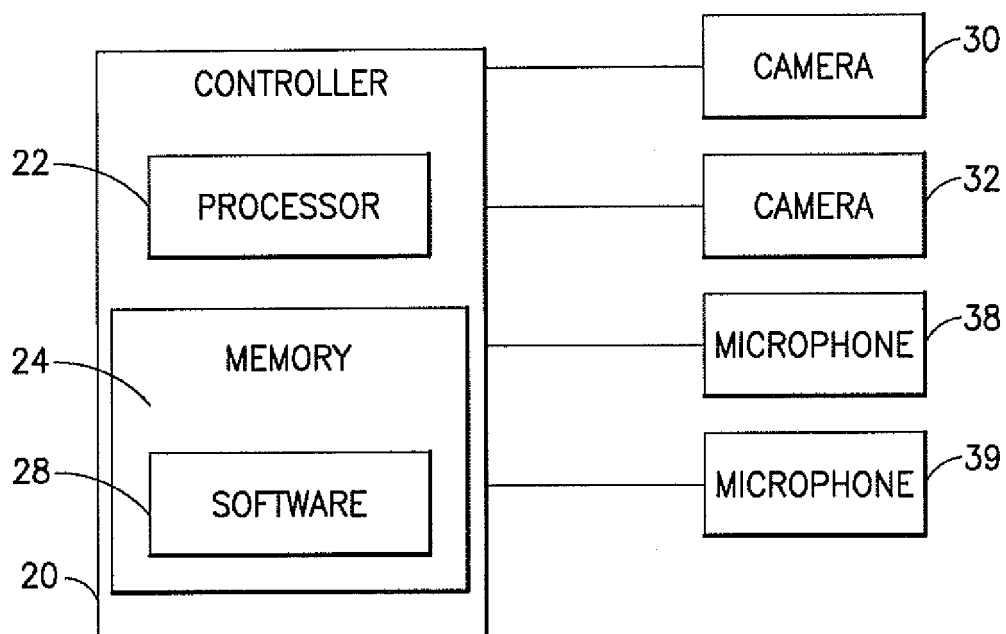 CONTROLLER
22
PROCESSOR
24
MEMORY
28
SOFTWARE
20
CAMERA
30
CAMERA
32
MICROPHONE
38
MICROPHONE
39